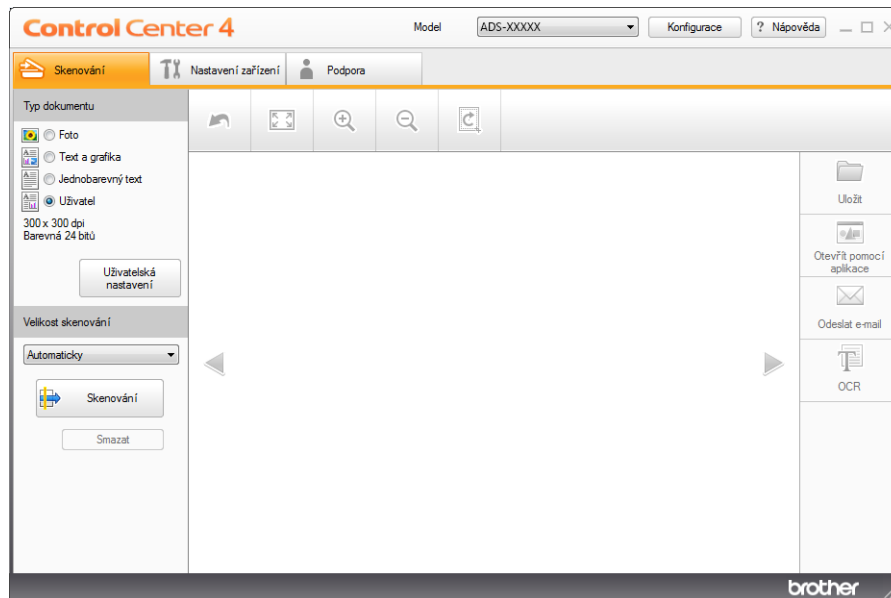 Control Center 4
Model
ADS-XXXXX
Konfigurace
? Nápověda
Skenování
Nastavení zařízení
Podpora
Typ dokumentu
Foto
Text a grafika
Jednobarevný text
Uživatel
300 x 300 dpi
Barevná 24 bitů
Uživatelská
nastavení
Velikost skenování
Automaticky
Skenování
Smazat
Uložit
Otevřít pomocí
aplikace
Odeslat e-mail
OCR
brother